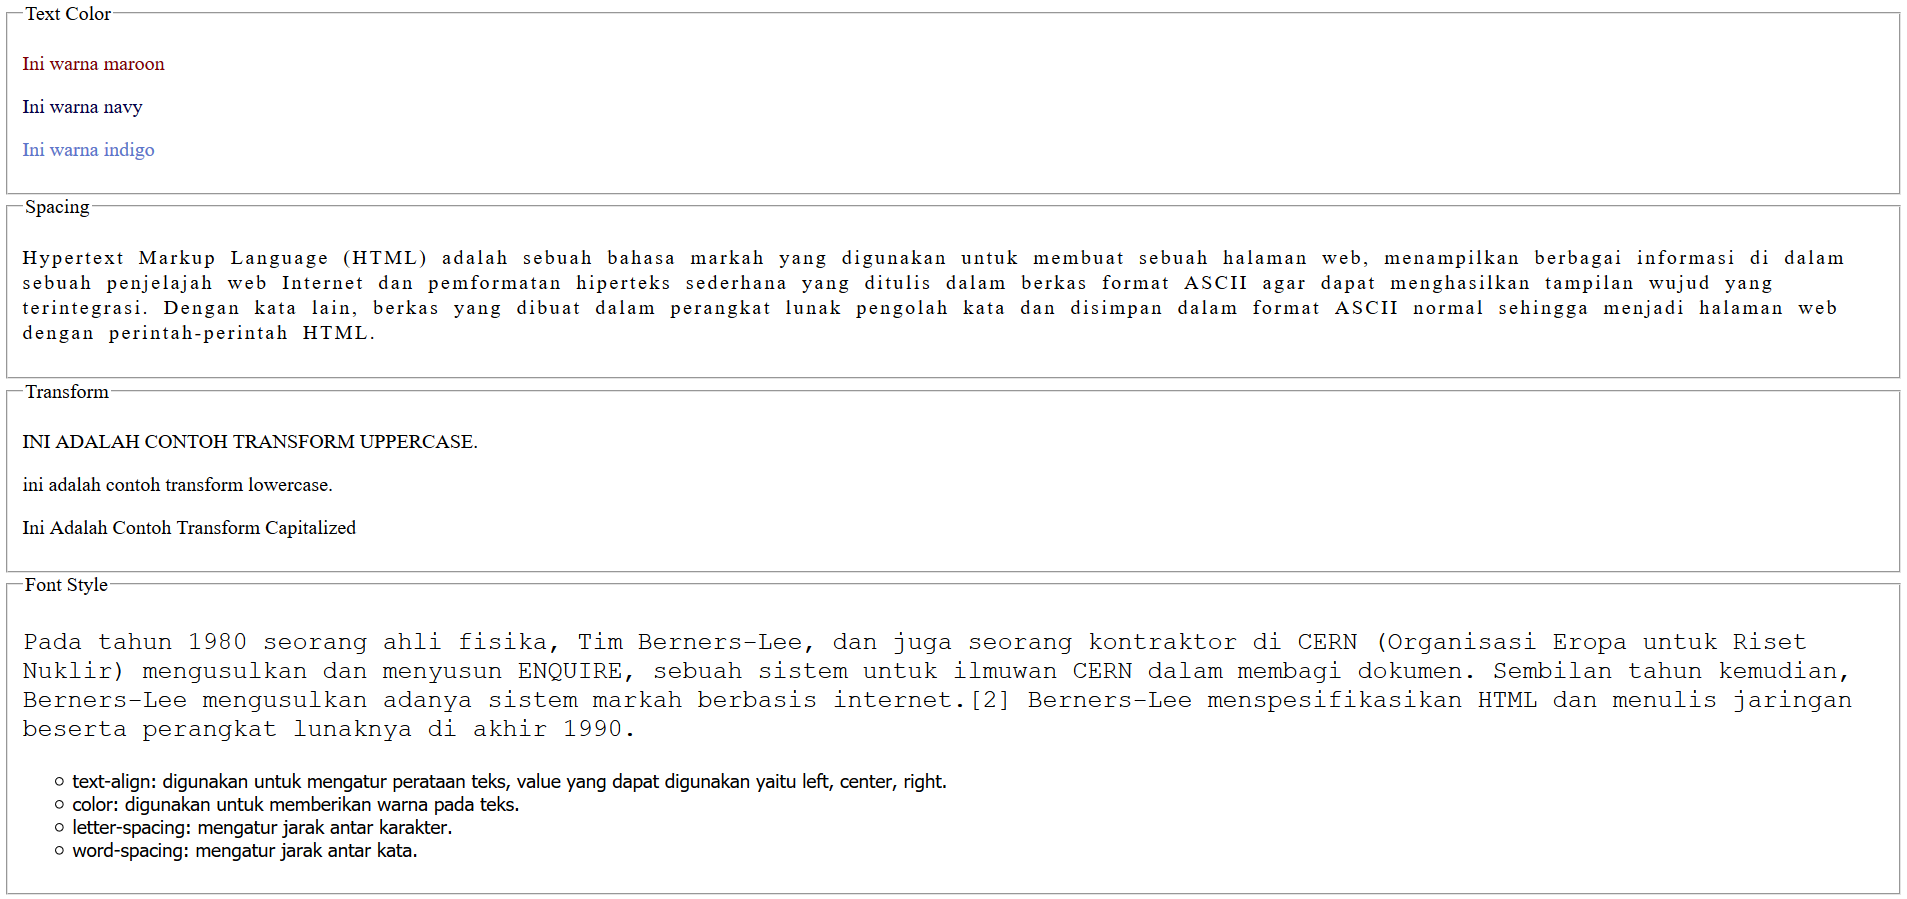 Text Color
Ini warna maroon
Ini warna navy
Ini warna indigo
Spacing
Hypertext Markup Language (HTML) adalah sebuah bahasa markah yang digunakan untuk membuat sebuah halaman web, menampilkan berbagai informasi di dalam
sebuah penjelajah web Internet dan pemformatan hiperteks sederhana yang ditulis dalam berkas format ASCII agar dapat menghasilkan tampilan wujud yang
terintegrasi. Dengan kata lain, berkas yang dibuat dalam perangkat lunak pengolah kata dan disimpan dalam format ASCII normal sehingga menjadi halaman web
dengan perintah-perintah HTML.
Transform
INI ADALAH CONTOH TRANSFORM UPPERCASE.
ini adalah contoh transform lowercase.
Ini Adalah Contoh Transform Capitalized
Font Style
Pada tahun 1980 seorang ahli fisika, Tim Berners-Lee, dan juga seorang kontraktor di CERN (Organisasi Eropa untuk Riset
Nuklir) mengusulkan dan menyusun ENQUIRE, sebuah sistem untuk ilmuwan CERN dalam membagi dokumen. Sembilan tahun kemudian,
Berners-Lee mengusulkan adanya sistem markah berbasis internet.[2] Berners-Lee menspesifikasikan HTML dan menulis jaringan
beserta perangkat lunaknya di akhir 1990.
text-align: digunakan untuk mengatur perataan teks, value yang dapat digunakan yaitu left, center, right.
color: digunakan untuk memberikan warna pada teks.
letter-spacing: mengatur jarak antar karakter.
word-spacing: mengatur jarak antar kata.